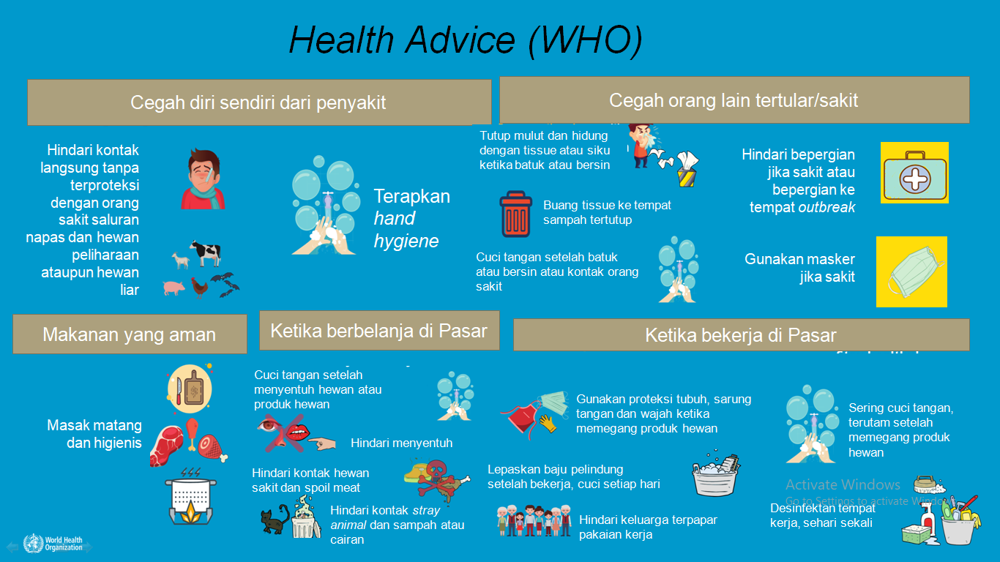 Health Advice (WHO)
Cegah diri sendiri dari penyakit
Hindari kontak
langsung tanpa
terproteksi
dengan orang
sakit saluran
napas dan hewan
peliharaan
ataupun hewan
liar
Terapkan
hand
hygiene
Cegah orang lain tertular/sakit
Tutup mulut dan hidung
dengan tissue atau siku
ketika batuk atau bersin
Buang tissue ke tempat
sampah tertutup
Cuci tangan setelah batuk
atau bersin atau kontak orang
sakit
Hindari bepergian
jika sakit atau
bepergian ke
tempat outbreak
Gunakan masker
jika sakit
Makanan yang aman
Masak matang
dan higienis
Ketika berbelanja di Pasar
Cuci tangan setelah
menyentuh hewan atau
produk hewan
Hindari menyentuh
Hindari kontak hewan
sakit dan spoil meat
Hindari kontak stray
animal dan sampah atau
cairan
Ketika bekerja di Pasar
Gunakan proteksi tubuh, sarung
tangan dan wajah ketika
memegang produk hewan
Lepaskan baju pelindung
setelah bekerja, cuci setiap hari
Hindari keluarga terpapar
pakaian kerja
Sering cuci tangan,
terutam setelah
memegang produk
hewan
Desinfektan tempat
kerja, sehari sekali
Activate Windows
Go to Settings to activate Windows.
World Health
Organization